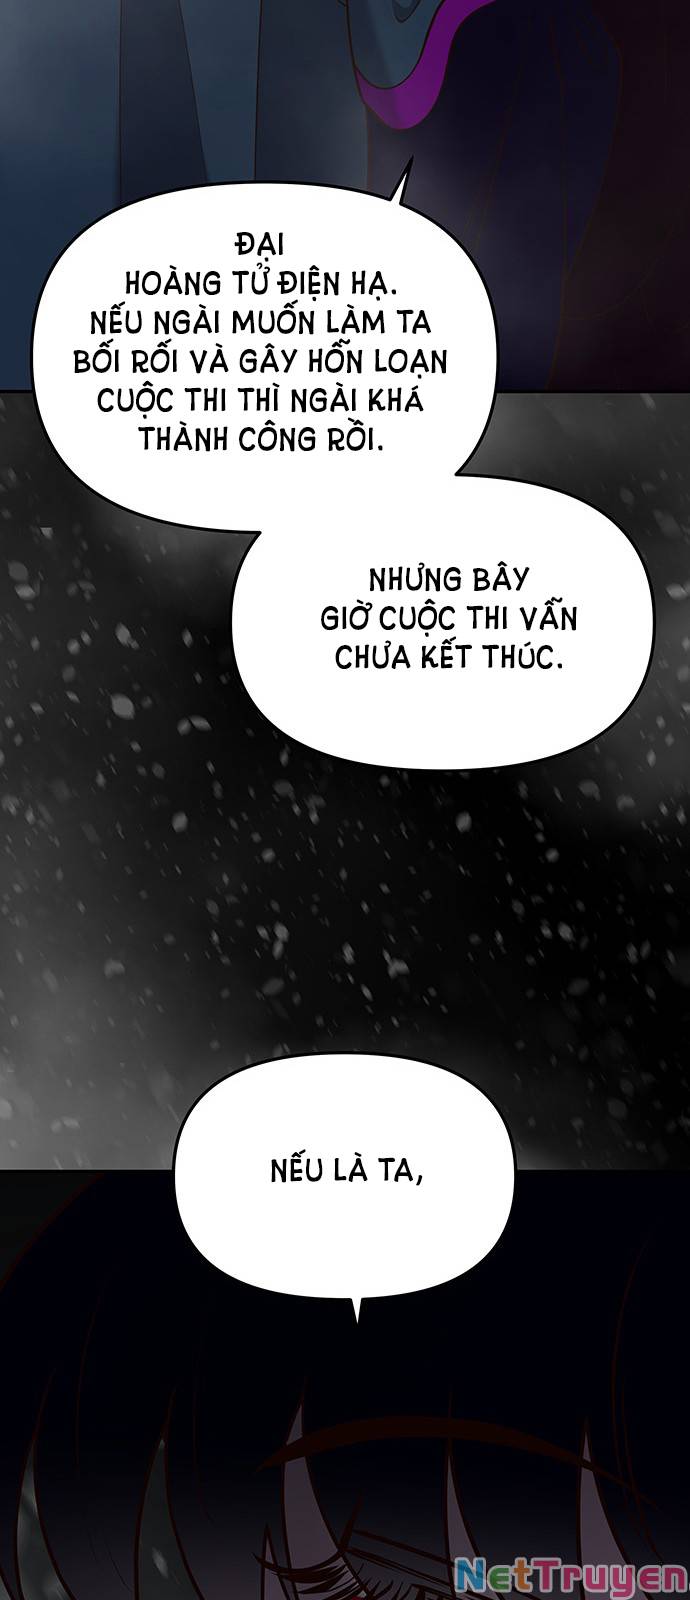 ĐẠI
HOÀNG TỬ ĐIỆN HẠ.
NẾU NGÀI MUỐN LÀM TA
BỐI RỐI VÀ GÂY HỖN LOẠN
CUỘC THI THÌ NGÀI KHÁ
THÀNH CÔNG RỒI.
NHƯNG BÂY
GIỜ CUỘC THI VẪN
CHƯA KẾT THÚC.
NẾU LÀ TA,
NetTruyen